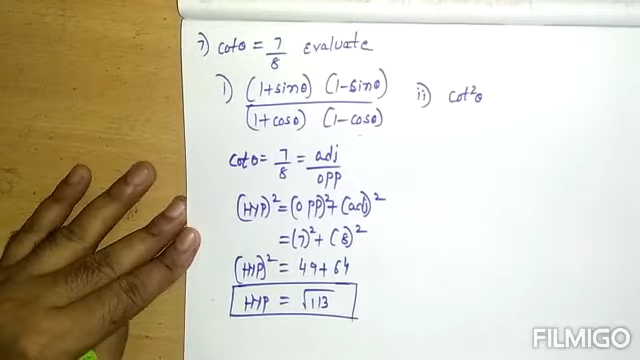 7) cotθ = 7/8 evaluate
i) (1+sinθ) (1-sinθ) / (1+cosθ) (1-cosθ) ii) cot²θ
cotθ = 7/8 = adj/opp
(HYP)² = (OPP)² + (adj)²
= (7)² + (8)²
(HYP)² = 49+64
HYP = √113
FILMIGO